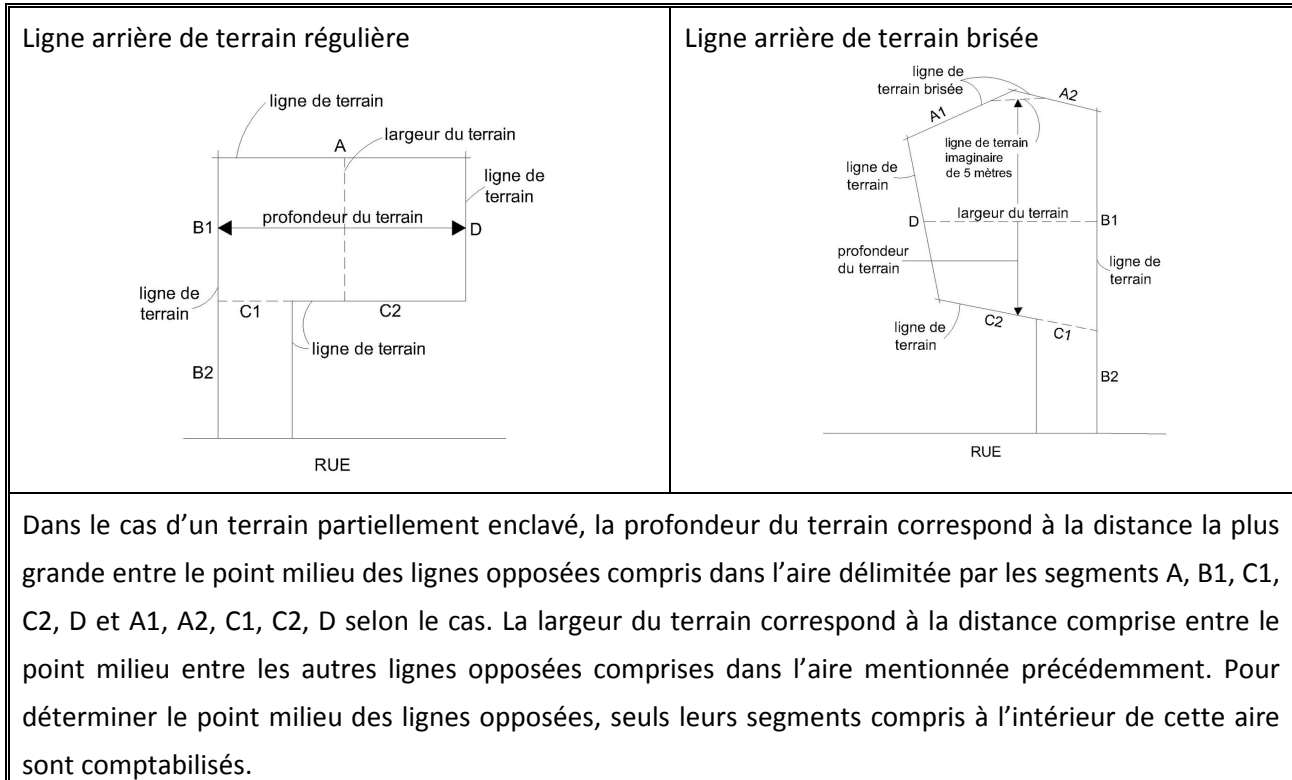 Ligne arrière de terrain régulière
ligne de terrain
A
largeur du terrain
ligne de
terrain
profondeur du terrain
B1
D
ligne de
terrain
C1
C2
ligne de terrain
B2
RUE
Ligne arrière de terrain brisée
ligne de
terrain brisée
A2
A1
ligne de terrain
imaginaire
de 5 mètres
ligne de
terrain
D
largeur du terrain
B1
profondeur
du terrain
ligne de
terrain
C2
C1
ligne de
terrain
B2
RUE
Dans le cas d’un terrain partiellement enclavé, la profondeur du terrain correspond à la distance la plus
grande entre le point milieu des lignes opposées compris dans l’aire délimitée par les segments A, B1, C1,
C2, D et A1, A2, C1, C2, D selon le cas. La largeur du terrain correspond à la distance comprise entre le
point milieu entre les autres lignes opposées comprises dans l’aire mentionnée précédemment. Pour
déterminer le point milieu des lignes opposées, seuls leurs segments compris à l’intérieur de cette aire
sont comptabilisés.